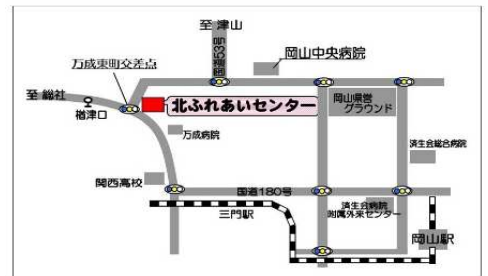 至 津山
国道53号
岡山中央病院
万成東町交差点
至 総社
楢津口
北ふれあいセンター
岡山県営
グラウンド
万成病院
済生会総合病院
関西高校
国道180号
三門駅
済生会病院
附属外来センター
岡山駅